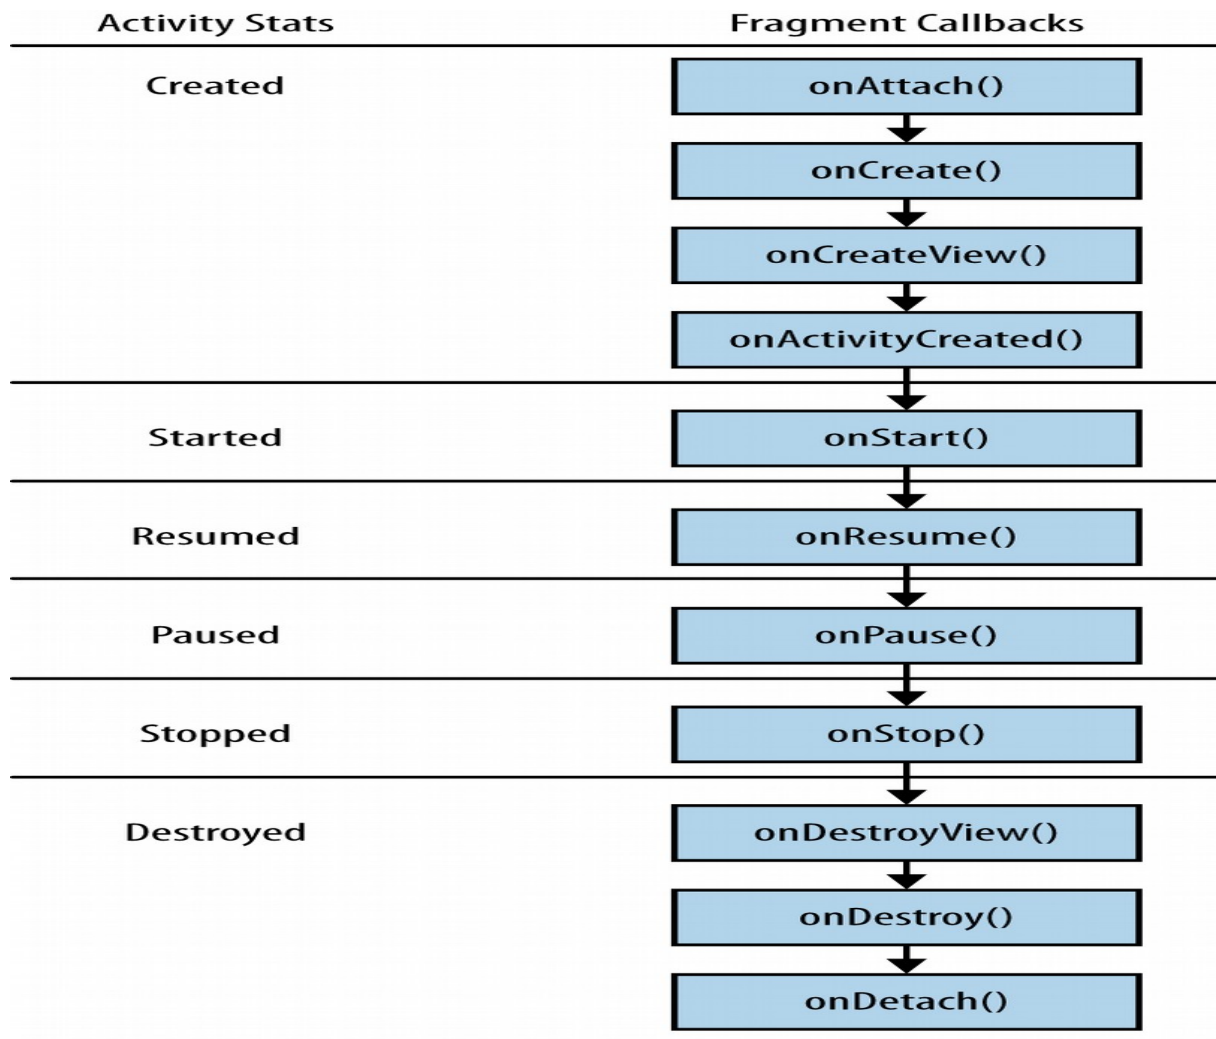 Activity Stats Fragment Callbacks
Created onAttach()
onCreate()
onCreateView()
onActivityCreated()
Started onStart()
Resumed onResume()
Paused onPause()
Stopped onStop()
Destroyed onDestroyView()
onDestroy()
onDetach()